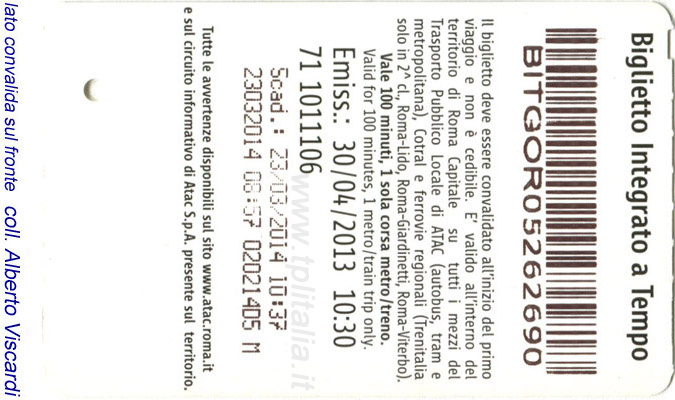 Biglietto Integrato a Tempo
BITGOR05262690
Il biglietto deve essere convalidato all'inizio del primo
viaggio e non è cedibile. E' valido all'interno del
territorio di Roma Capitale su tutti i mezzi del
Trasporto Pubblico Locale di ATAC (autobus, tram e
metropolitana), Cotral e ferrovie regionali (Trenitalia
solo in 2^ cl., Roma-Lido, Roma-Giardinetti, Roma-Viterbo).
Vale 100 minuti, 1 sola corsa metro/treno.
Valid for 100 minutes, 1 metro/train trip only.
Emiss.: 30/04/2013 10:30
71 1011106
www.tplitalia.it
Scad.: 23/03/2014 10:37
23032014 08:57 02021405 M
Tutte le avvertenze disponibili sul sito www.atac.roma.it
e sul circuito informativo di Atac S.p.A. presente sul territorio.
lato convalida sul fronte coll. Alberto Viscardi